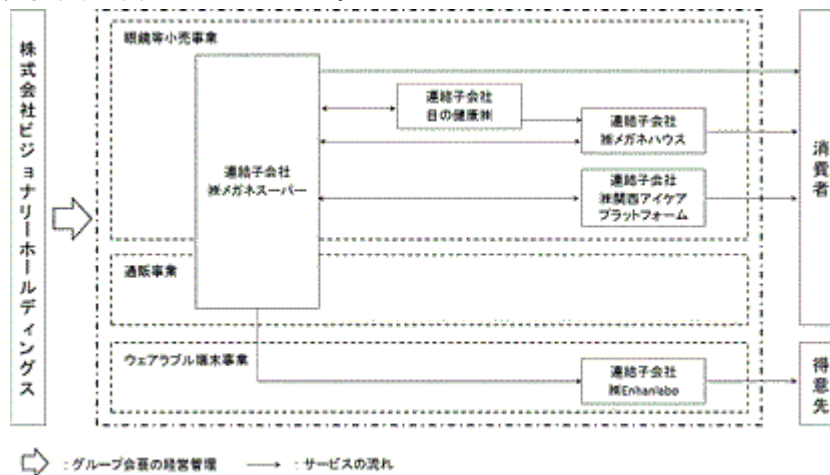 株式会社ビジョナリーホールディングス
眼鏡等小売事業
連結子会社
㈱メガネスーパー
連結子会社
目の健康㈱
連結子会社
㈱メガネハウス
連結子会社
㈱関西アイケア
プラットフォーム
消費者
通販事業
ウェアラブル端末事業
連結子会社
㈱Enhanlabo
得意先
：グループ会社の経営管理
：サービスの流れ